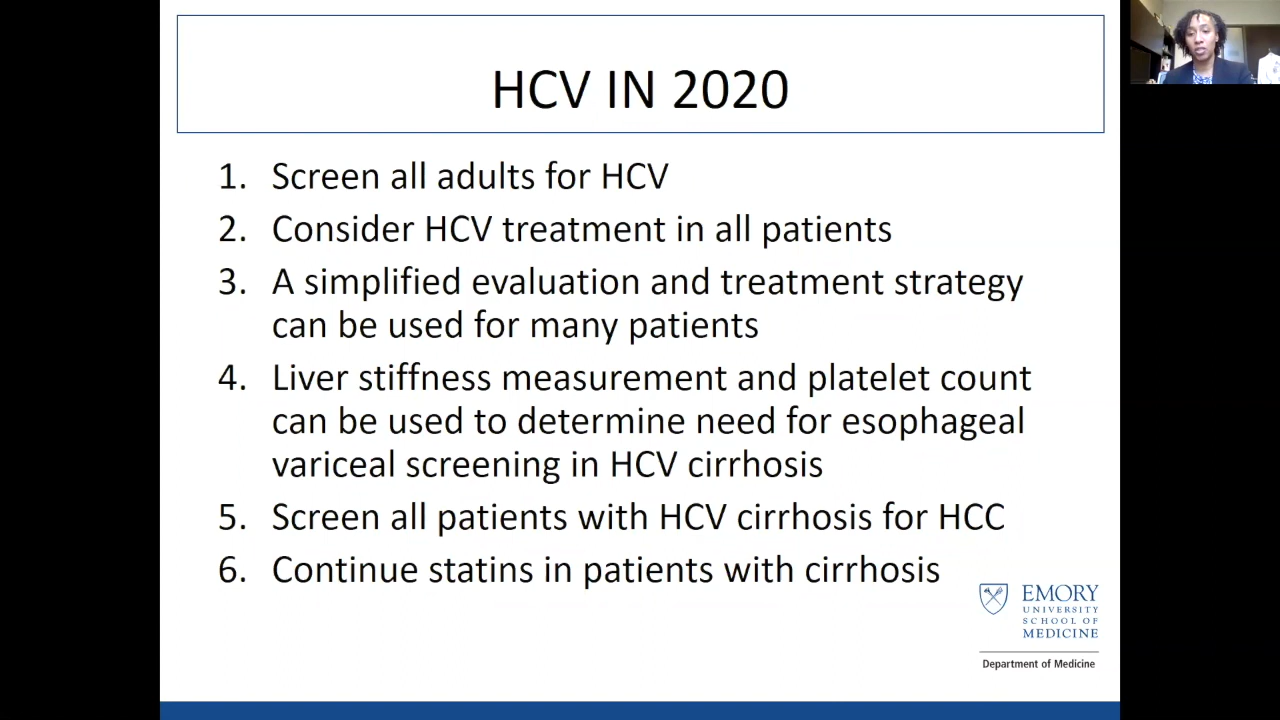 HCV IN 2020
1. Screen all adults for HCV
2. Consider HCV treatment in all patients
3. A simplified evaluation and treatment strategy
can be used for many patients
4. Liver stiffness measurement and platelet count
can be used to determine need for esophageal
variceal screening in HCV cirrhosis
5. Screen all patients with HCV cirrhosis for HCC
6. Continue statins in patients with cirrhosis
EMORY
UNIVERSITY
SCHOOL OF
MEDICINE
Department of Medicine